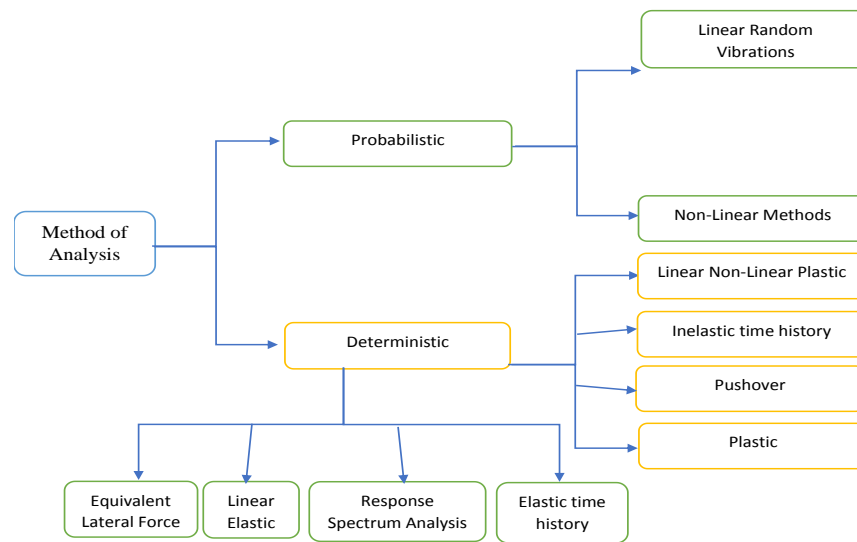 Linear Random
Vibrations
Probabilistic
Non-Linear Methods
Method of
Analysis
Linear Non-Linear Plastic
Inelastic time history
Deterministic
Pushover
Plastic
Equivalent
Lateral Force
Linear
Elastic
Response
Spectrum Analysis
Elastic time
history